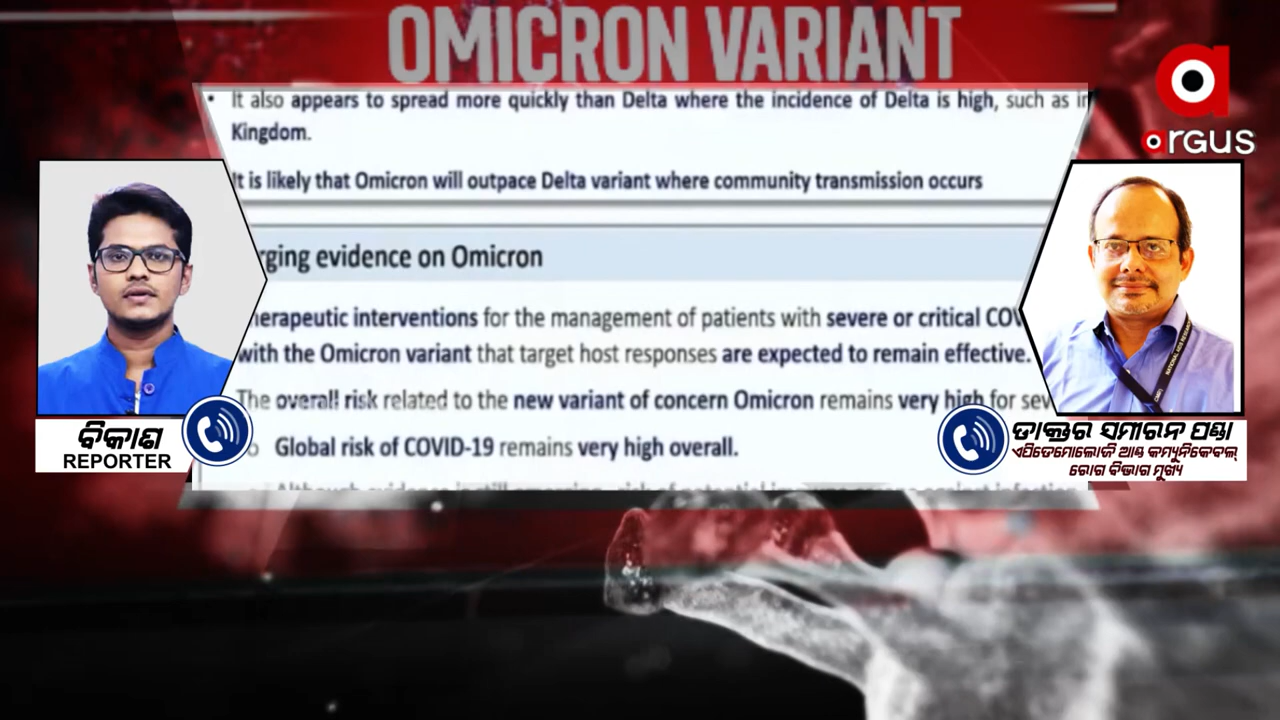 OMICRON VARIANT
• It also appears to spread more quickly than Delta where the incidence of Delta is high, such as in
Kingdom.
It is likely that Omicron will outpace Delta variant where community transmission occurs
rging evidence on Omicron
herapeutic interventions for the management of patients with severe or critical COV
with the Omicron variant that target host responses are expected to remain effective.
The overall risk related to the new variant of concern Omicron remains very high for sev
o Global risk of COVID-19 remains very high overall.
argus
ବିକାଶ
REPORTER
ଡାକ୍ତର ସମୀରନ ପଣ୍ଡା
ଏପିଡେମୋଲୋଜି ଆଣ୍ଡ କମ୍ୟୁନିକେବଲ୍
ରୋଗ ବିଭାଗ ମୁଖ୍ୟ